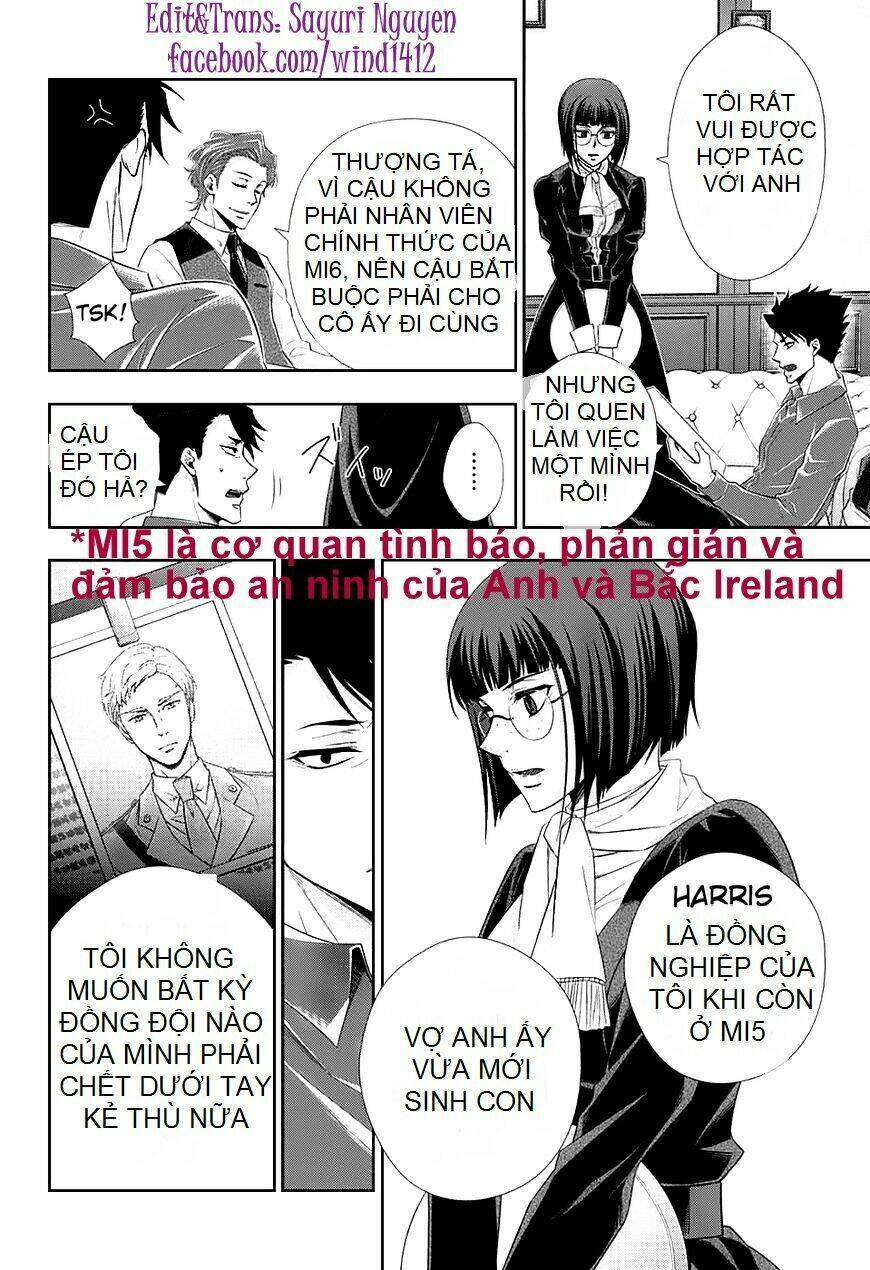 Edit&Trans: Sayuri Nguyen
facebook.com/wind1412
TÔI RẤT
VUI ĐƯỢC
HỢP TÁC
VỚI ANH
NHƯNG
TÔI QUEN
LÀM VIỆC
MỘT MÌNH
RỒI!
THƯỢNG TÁ,
VÌ CẬU KHÔNG
PHẢI NHÂN VIÊN
CHÍNH THỨC CỦA
MI6, NÊN CẬU BẮT
BUỘC PHẢI CHO
CÔ ẤY ĐI CÙNG
TSK!
......
CẬU
ÉP TÔI
ĐÓ HẢ?
*MI5 là cơ quan tình báo, phản gián và
đảm bảo an ninh của Anh và Bắc Ireland
HARRIS
LÀ ĐỒNG
NGHIỆP CỦA
TÔI KHI CÒN
Ở MI5
VỢ ANH ẤY
VỪA MỚI
SINH CON
TÔI KHÔNG
MUỐN BẤT KỲ
ĐỒNG ĐỘI NÀO
CỦA MÌNH PHẢI
CHẾT DƯỚI TAY
KẺ THÙ NỮA